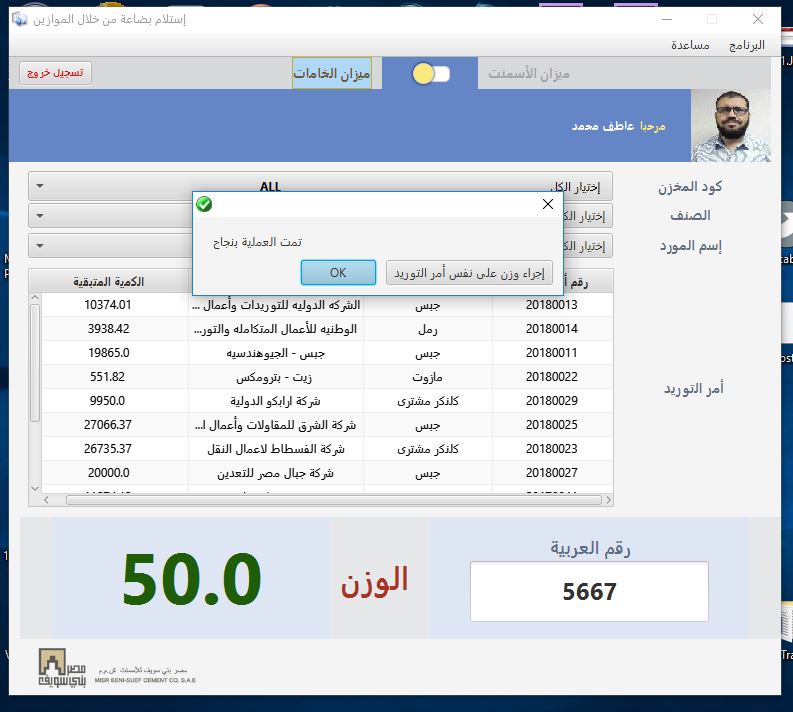 إستلام بضاعة من خلال الموازين
البرنامج مساعدة
ميزان الأسمنت
ميزان الخامات
تسجيل خروج
مرحبا عاطف محمد
كود المخزن
إختيار الكل ALL
الصنف
إختيار
إسم المورد
إختيار
تمت العملية بنجاح
إجراء وزن على نفس أمر التوريد
OK
رقم الكمية المتبقية
20180013 جبس الشركه الدوليه للتوريدات وأعمال ... 10374.01
20180014 رمل الوطنيه للأعمال المتكامله والتور... 3938.42
20180011 جبس جبس - الجيوهندسيه 19865.0
20180022 مازوت زيت - بترومكس 551.82
20180029 كلنكر مشترى شركة ارابكو الدولية 9950.0
20180025 جبس شركة الشرق للمقاولات وأعمال ا... 27066.37
20180023 كلنكر مشترى شركة الفسطاط لاعمال النقل 26735.37
20180027 جبس شركة جبال مصر للتعدين 20000.0
أمر التوريد
رقم العربية
5667
الوزن
50.0
مصر بني سويف
مصر بني سويف للأسمنت ش.م.م
MISR BENI-SUEF CEMENT CO. S.A.E